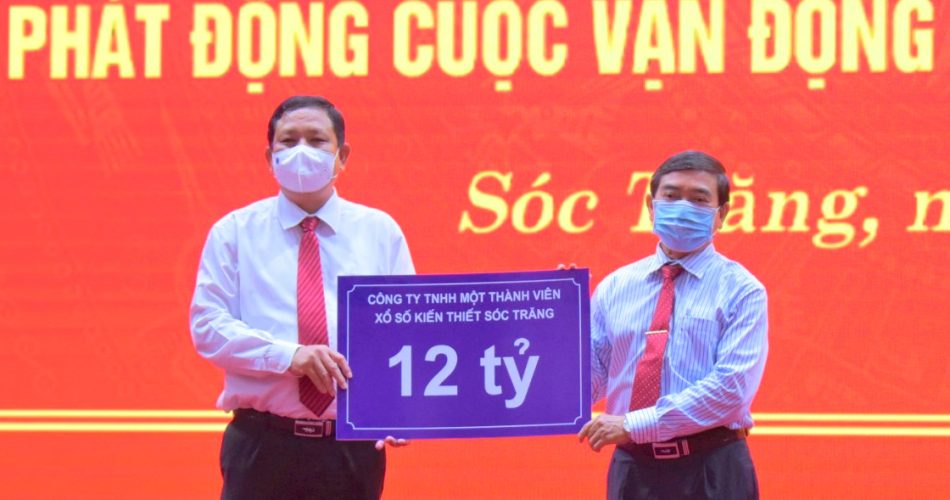 PHÁT ĐỘNG CUỘC VẬN ĐỘNG
Sóc Trăng, n
CÔNG TY TNHH MỘT THÀNH VIÊN
XỔ SỐ KIẾN THIẾT SÓC TRĂNG
12 tỷ